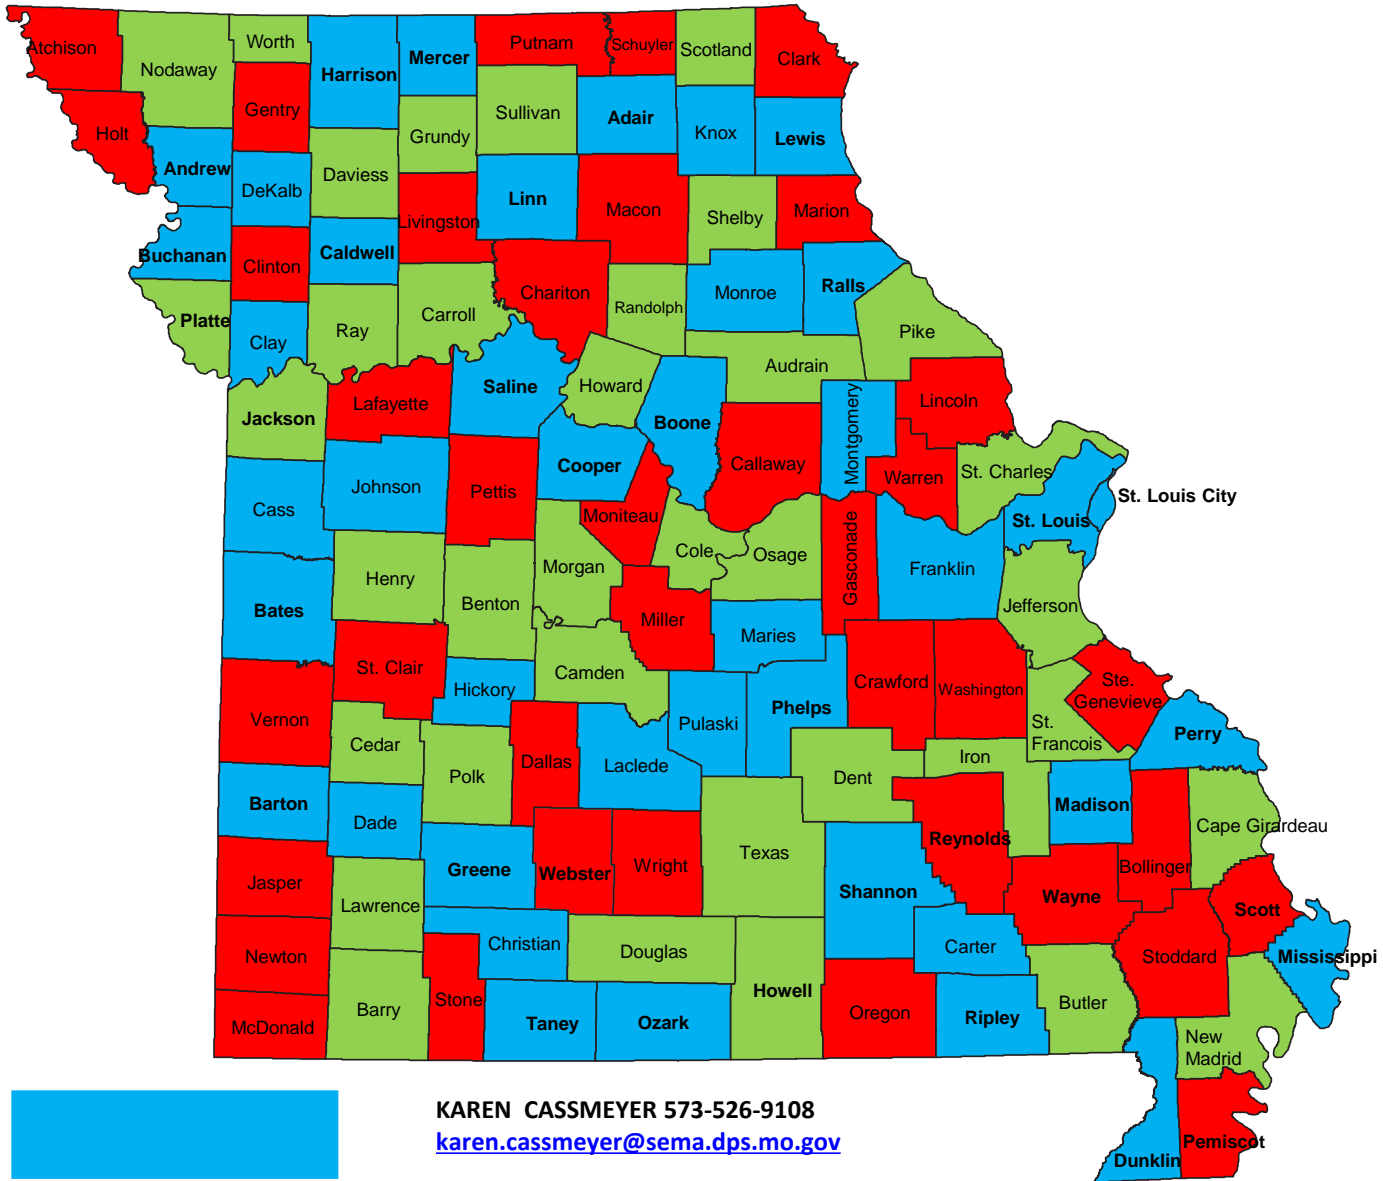 Atchison
Nodaway
Worth
Harrison
Mercer
Putnam
Schuyler
Scotland
Clark
Gentry
Holt
Sullivan
Adair
Knox
Lewis
Grundy
Andrew
DeKalb
Daviess
Linn
Macon
Shelby
Marion
Livingston
Buchanan
Clinton
Caldwell
Chariton
Randolph
Monroe
Ralls
Platte
Clay
Ray
Carroll
Audrain
Pike
Jackson
Lafayette
Saline
Howard
Boone
Montgomery
Lincoln
Cass
Johnson
Pettis
Cooper
Callaway
Warren
St. Charles
St. Louis City
St. Louis
Moniteau
Cole
Osage
Gasconade
Franklin
Henry
Benton
Morgan
Jefferson
Bates
Miller
Maries
St. Clair
Hickory
Camden
Crawford
Washington
Ste.
Genevieve
Vernon
Pulaski
Phelps
St.
Francois
Perry
Cedar
Polk
Dallas
Laclede
Dent
Iron
Barton
Dade
Madison
Cape Girardeau
Greene
Webster
Wright
Texas
Reynolds
Bollinger
Jasper
Lawrence
Shannon
Wayne
Scott
Newton
Christian
Douglas
Carter
Stoddard
Mississippi
McDonald
Barry
Stone
Taney
Ozark
Howell
Oregon
Ripley
Butler
New
Madrid
Dunklin
Pemiscot
KAREN CASSMEYER 573-526-9108
karen.cassmeyer@sema.dps.mo.gov